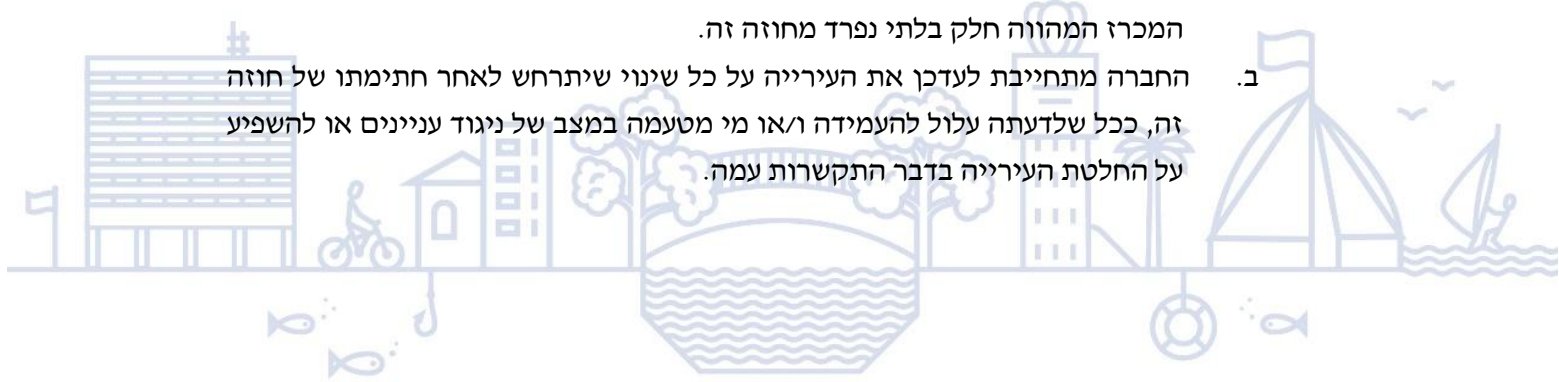 המכרז המהווה חלק בלתי נפרד מחוזה זה.
ב. החברה מתחייבת לעדכן את העירייה על כל שינוי שיתרחש לאחר חתימתו של חוזה
זה, ככל שלדעתה עלול להעמידה ו/או מי מטעמה במצב של ניגוד עניינים או להשפיע
על החלטת העירייה בדבר התקשרות עמה.